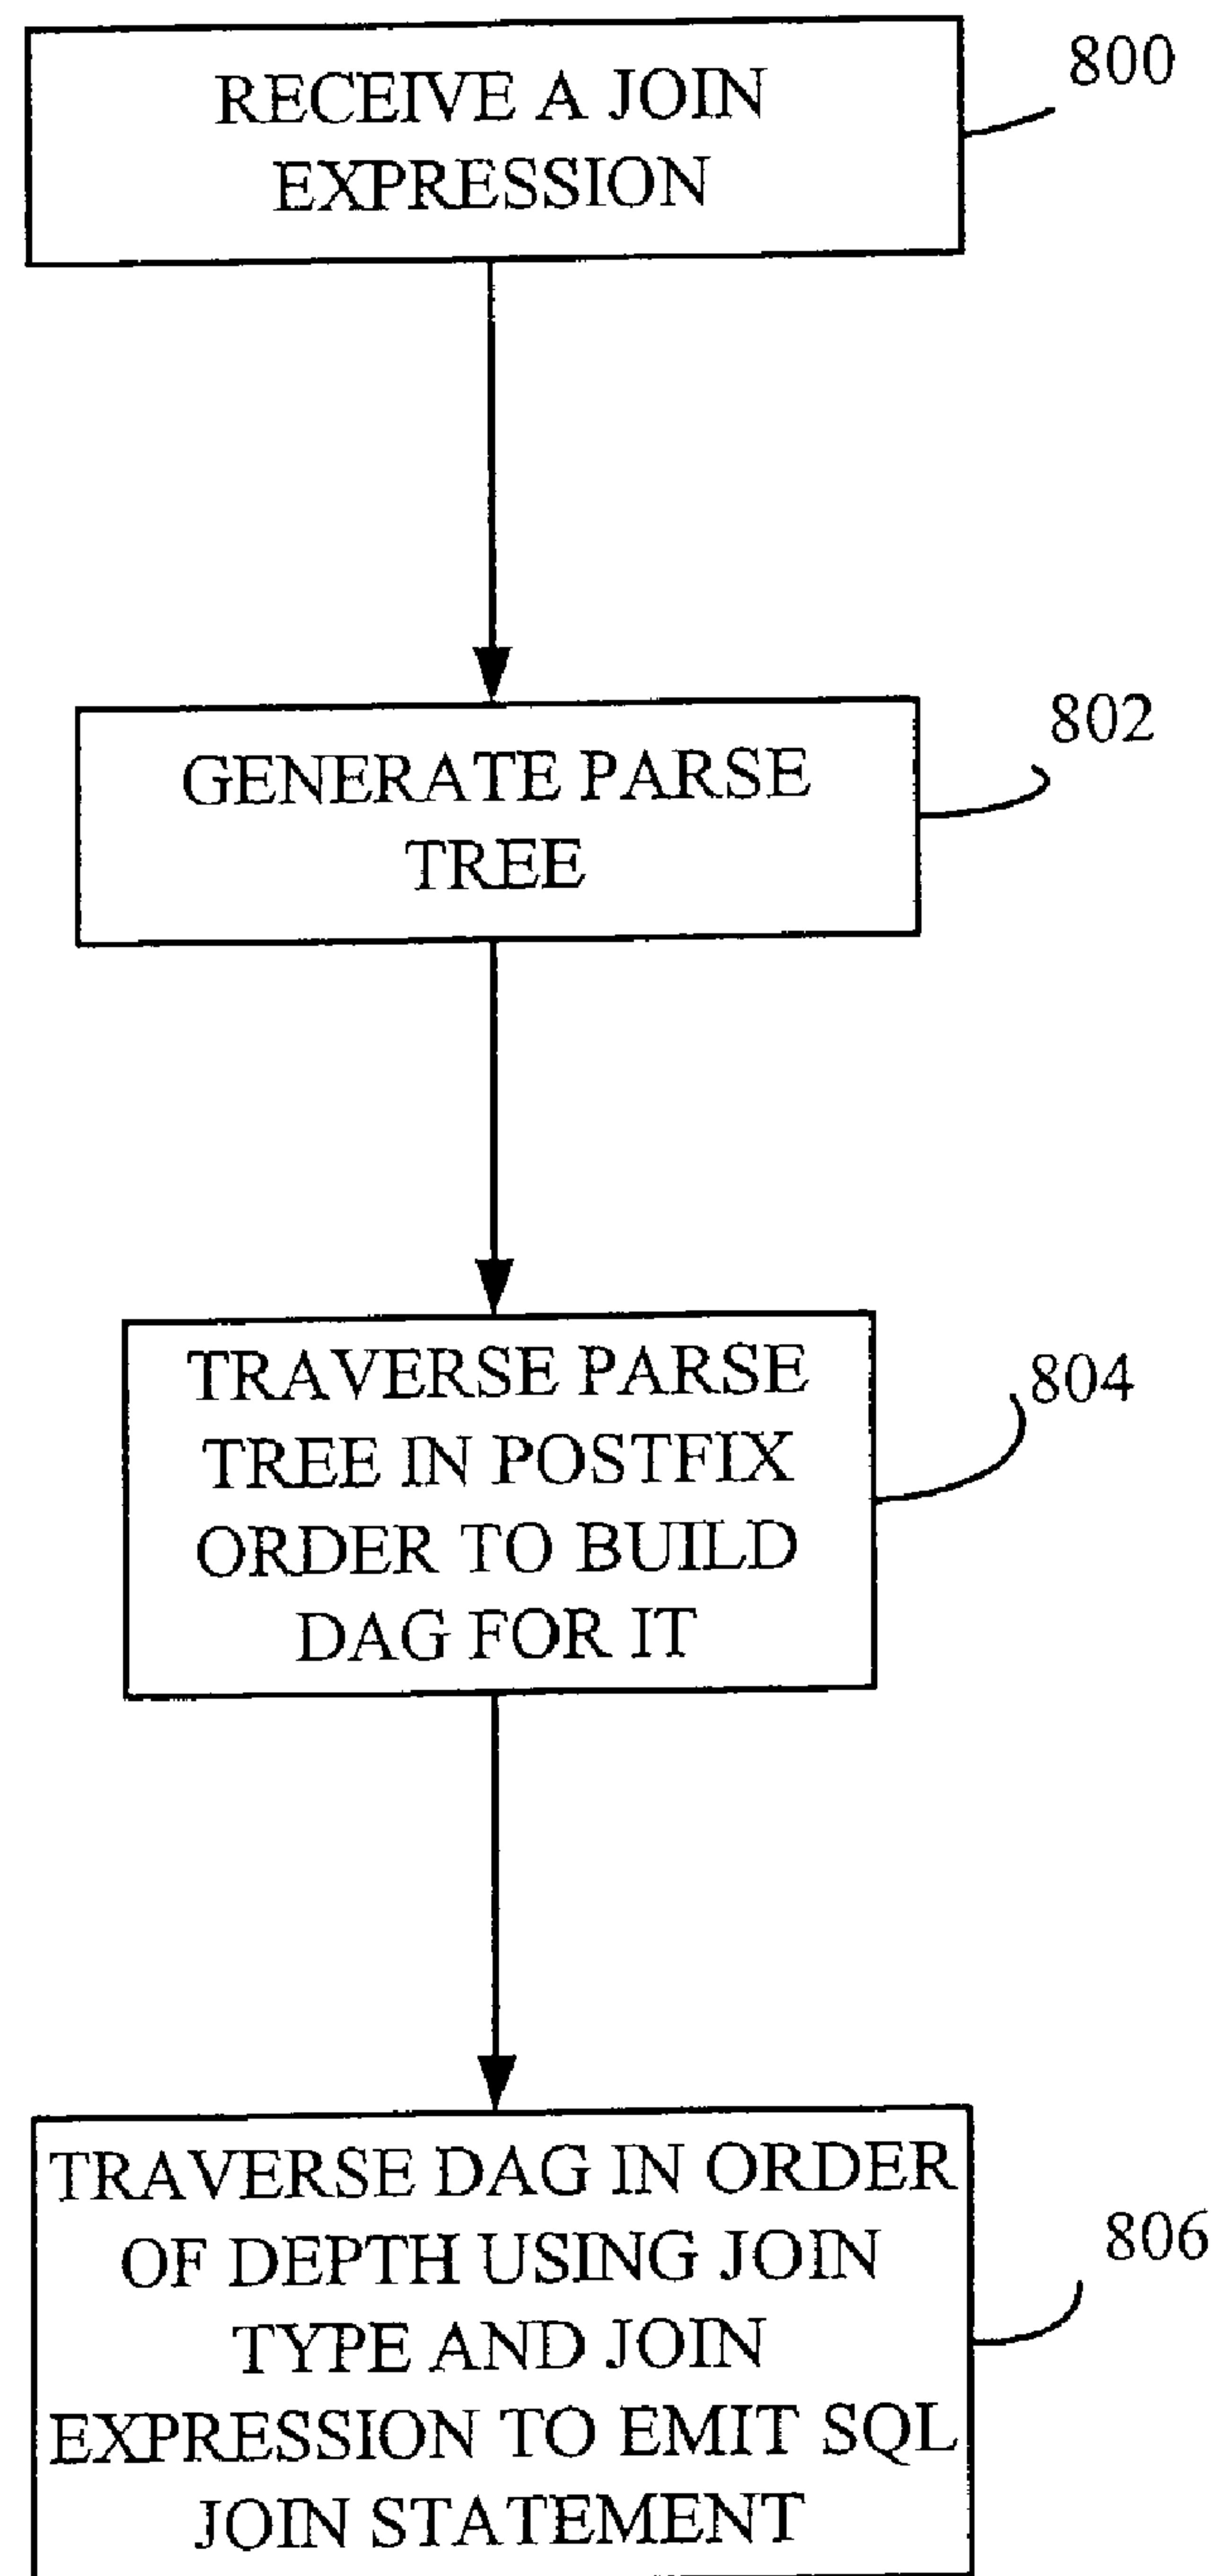 RECEIVE A JOIN
EXPRESSION
800
GENERATE PARSE
TREE
802
TRAVERSE PARSE
TREE IN POSTFIX
ORDER TO BUILD
DAG FOR IT
804
TRAVERSE DAG IN ORDER
OF DEPTH USING JOIN
TYPE AND JOIN
EXPRESSION TO EMIT SQL
JOIN STATEMENT
806